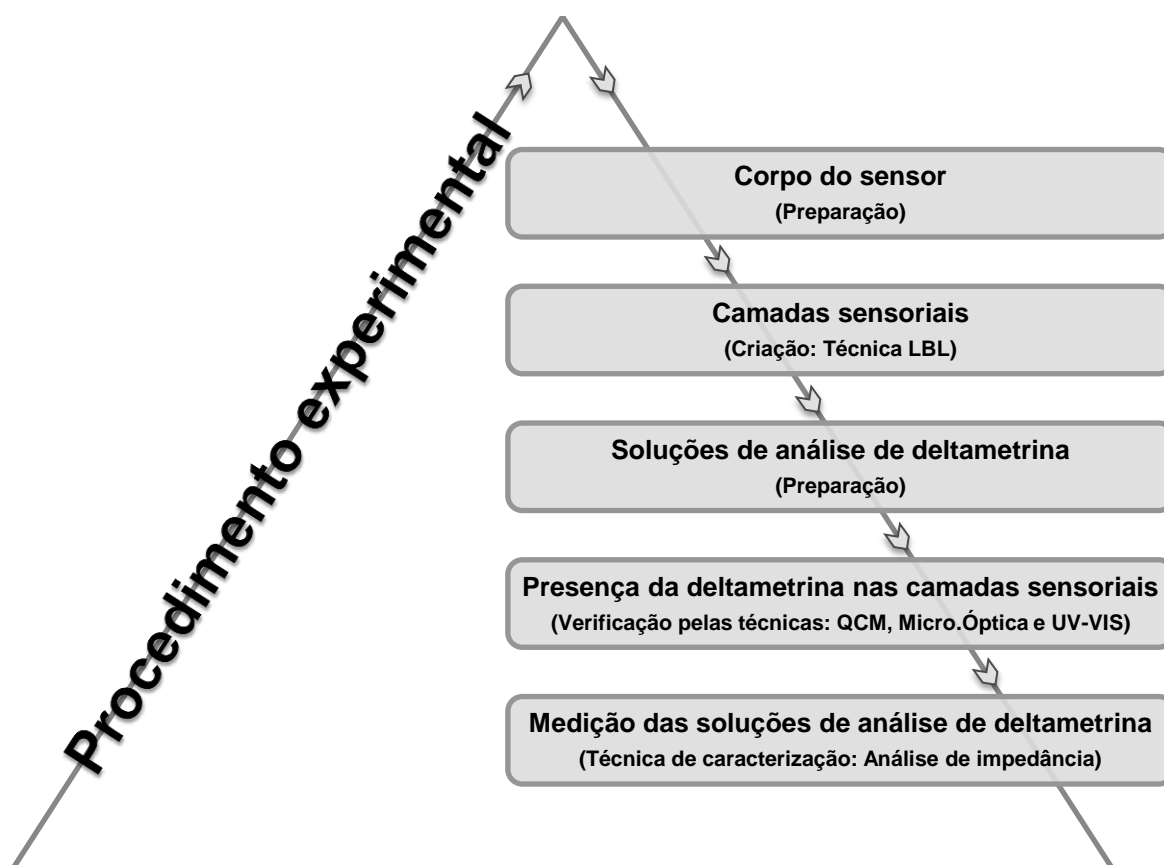 Procedimento experimental
Corpo do sensor
(Preparação)
Camadas sensoriais
(Criação: Técnica LBL)
Soluções de análise de deltametrina
(Preparação)
Presença da deltametrina nas camadas sensoriais
(Verificação pelas técnicas: QCM, Micro.Óptica e UV-VIS)
Medição das soluções de análise de deltametrina
(Técnica de caracterização: Análise de impedância)